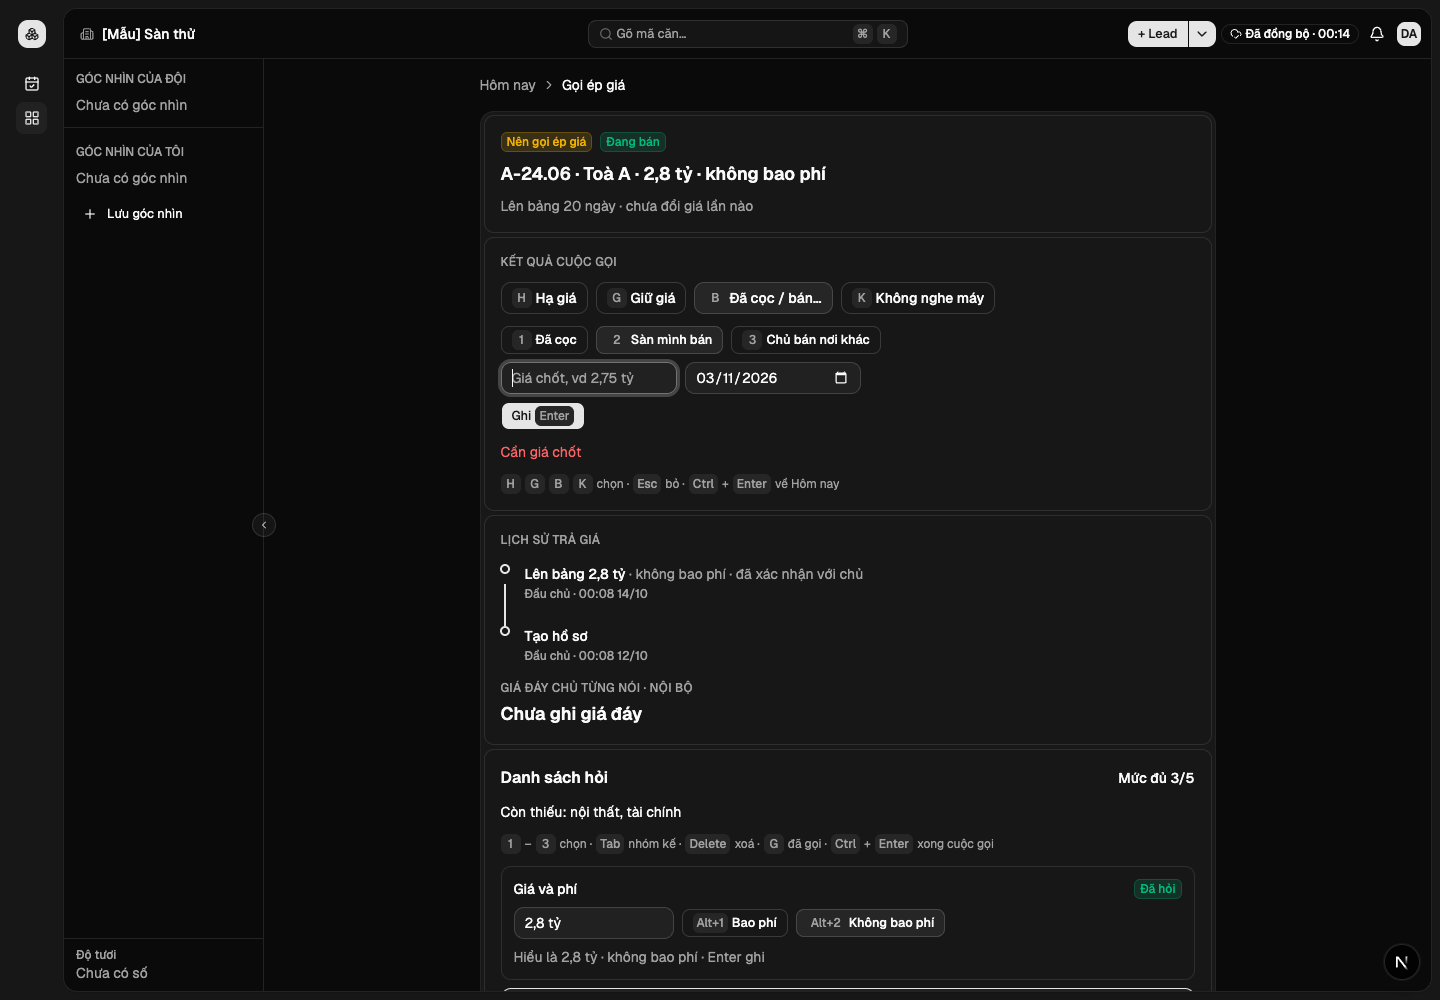 [Mẫu] Sàn thử
Gõ mã căn…
⌘ K
+ Lead
Đã đồng bộ · 00:14
DA
GÓC NHÌN CỦA ĐỘI
Chưa có góc nhìn
GÓC NHÌN CỦA TÔI
Chưa có góc nhìn
+ Lưu góc nhìn
Độ tươi
Chưa có số
Hôm nay > Gọi ép giá
Nên gọi ép giá Đang bán
A-24.06 · Toà A · 2,8 tỷ · không bao phí
Lên bảng 20 ngày · chưa đổi giá lần nào
KẾT QUẢ CUỘC GỌI
H Hạ giá G Giữ giá B Đã cọc / bán… K Không nghe máy
1 Đã cọc 2 Sàn mình bán 3 Chủ bán nơi khác
Giá chốt, vd 2,75 tỷ 03/11/2026
Ghi Enter
Cần giá chốt
H G B K chọn · Esc bỏ · Ctrl + Enter về Hôm nay
LỊCH SỬ TRẢ GIÁ
Lên bảng 2,8 tỷ · không bao phí · đã xác nhận với chủ
Đầu chủ · 00:08 14/10
Tạo hồ sơ
Đầu chủ · 00:08 12/10
GIÁ ĐÁY CHỦ TỪNG NÓI · NỘI BỘ
Chưa ghi giá đáy
Danh sách hỏi Mức đủ 3/5
Còn thiếu: nội thất, tài chính
1 – 3 chọn · Tab nhóm kế · Delete xoá · G đã gọi · Ctrl + Enter xong cuộc gọi
Giá và phí Đã hỏi
2,8 tỷ Alt+1 Bao phí Alt+2 Không bao phí
Hiểu là 2,8 tỷ · không bao phí · Enter ghi
N